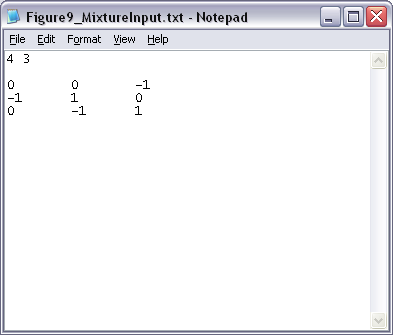 Figure9_MixtureInput.txt - Notepad
File Edit Format View Help
4 3
0 0 -1
-1 1 0
0 -1 1